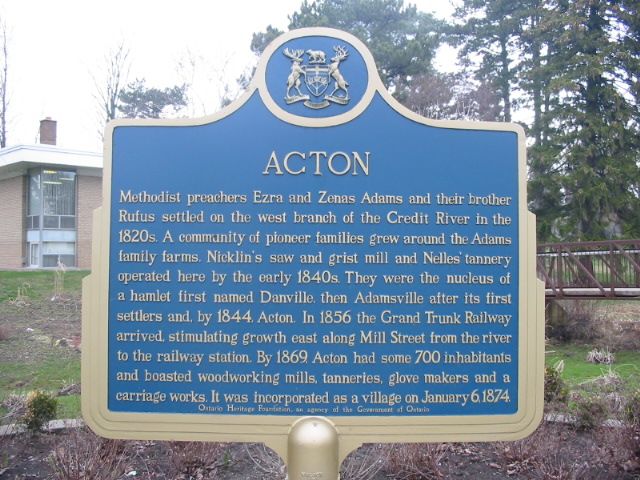 ACTON
Methodist preachers Ezra and Zenas Adams and their brother
Rufus settled on the west branch of the Credit River in the
1820s. A community of pioneer families grew around the Adams
family farms. Nicklin's saw and grist mill and Nelles' tannery
operated here by the early 1840s. They were the nucleus of
a hamlet first named Danville, then Adamsville after its first
settlers and, by 1844, Acton. In 1856 the Grand Trunk Railway
arrived, stimulating growth east along Mill Street from the river
to the railway station. By 1869, Acton had some 700 inhabitants
and boasted woodworking mills, tanneries, glove makers and a
carriage works. It was incorporated as a village on January 6, 1874.
Ontario Heritage Foundation, an agency of the Government of Ontario